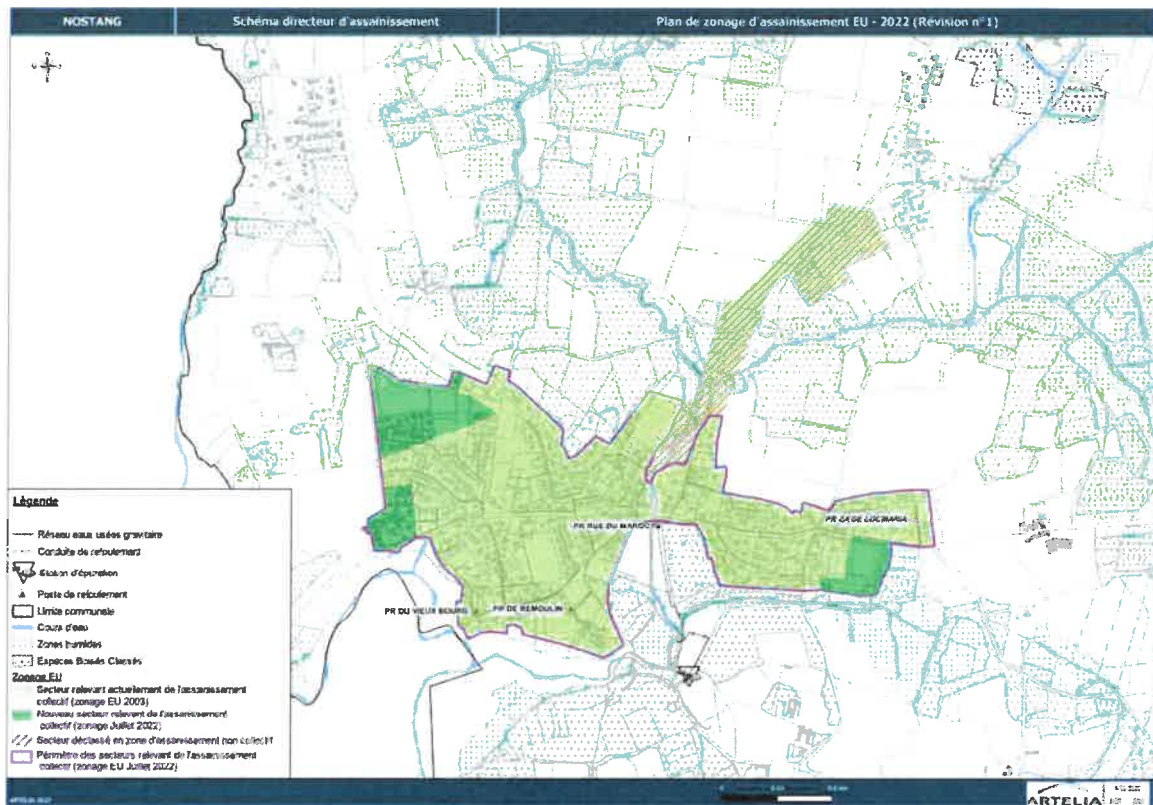 NOSTANG
Schéma directeur d'assainissement
Plan de zonage d'assainissement EU - 2022 (Révision n°1)
PR RUE DU MARDOUX
PR ZA DE LOCMARIA
PR DU VIEUX BOURG
PR DE REMOULIN
Légende
Réseau eaux usées gravitaire
Conduite de refoulement
Station d'épuration
Poste de refoulement
Limite communale
Cours d'eau
Zones humides
Espaces Boisés Classés
Zonage EU
Secteur relevant actuellement de l'assainissement
collectif (zonage EU 2003)
Nouveau secteur relevant de l'assainissement
collectif (zonage Juillet 2022)
Secteur déclassé en zone d'assainissement non collectif
Périmètre des secteurs relevant de l'assainissement
collectif (zonage EU Juillet 2022)
ARTELIA